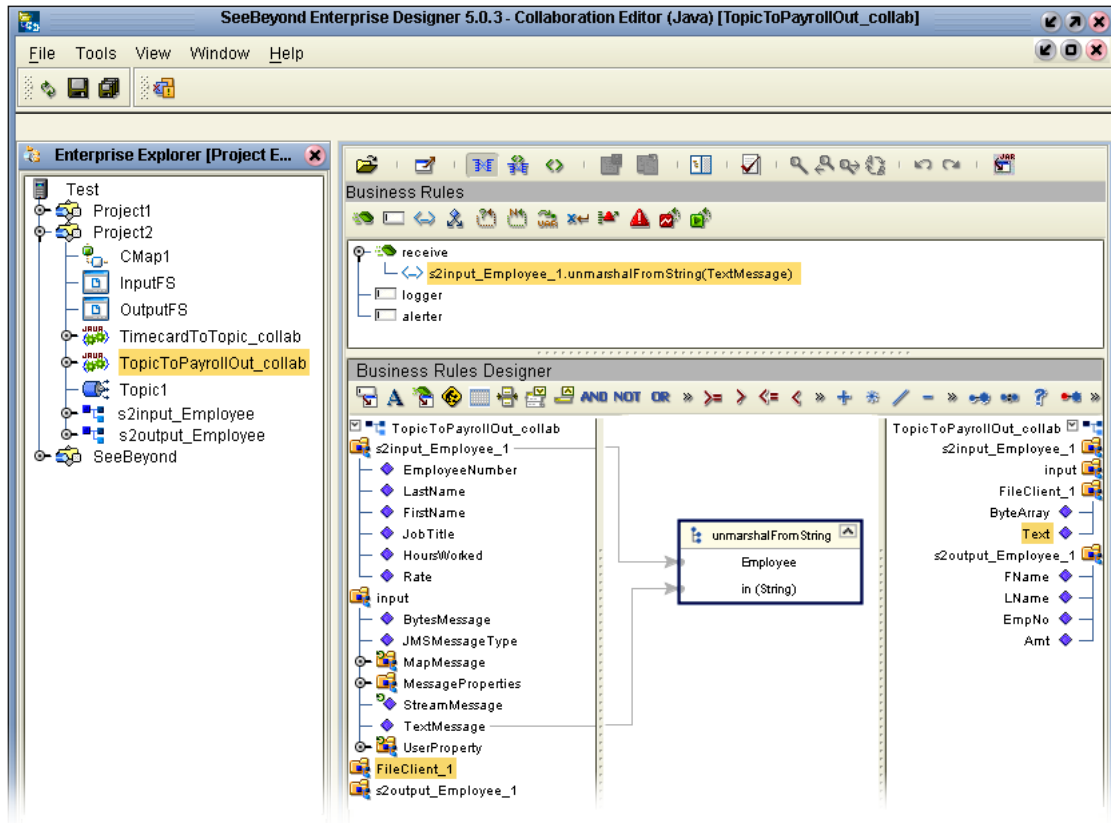 SeeBeyond Enterprise Designer 5.0.3 - Collaboration Editor (Java) [TopicToPayrollOut_collab]
File Tools View Window Help
Enterprise Explorer [Project E...
Test
Project1
Project2
CMap1
InputFS
OutputFS
JAVA
TimecardToTopic_collab
JAVA
TopicToPayrollOut_collab
Topic1
s2input_Employee
s2output_Employee
SeeBeyond
JAR
Business Rules
receive
s2input_Employee_1.unmarshalFromString(TextMessage)
logger
alerter
Business Rules Designer
A AND NOT OR » >= > <= < » + * / - » ? »
TopicToPayrollOut_collab
s2input_Employee_1
EmployeeNumber
LastName
FirstName
JobTitle
HoursWorked
Rate
input
BytesMessage
JMSMessageType
MapMessage
MessageProperties
StreamMessage
TextMessage
UserProperty
FileClient_1
s2output_Employee_1
unmarshalFromString
Employee
in (String)
TopicToPayrollOut_collab
s2input_Employee_1
input
FileClient_1
ByteArray
Text
s2output_Employee_1
FName
LName
EmpNo
Amt